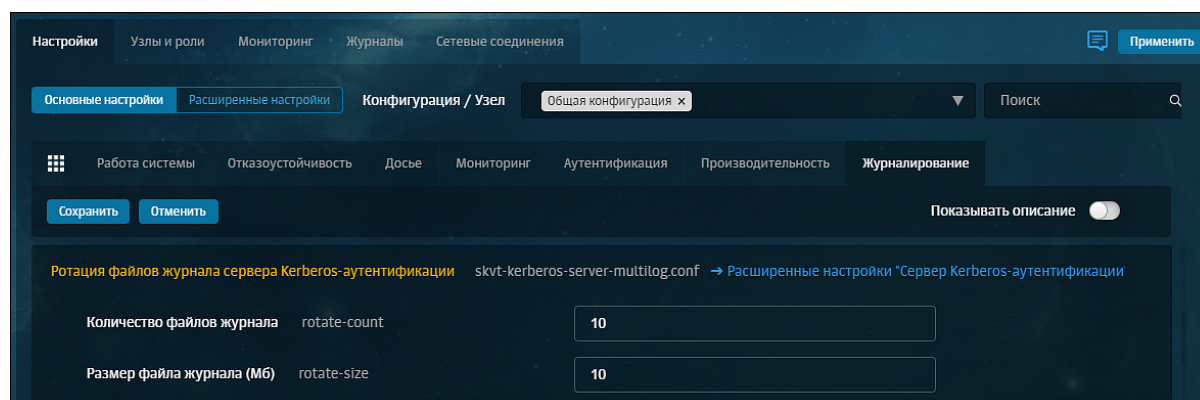 Настройки Узлы и роли Мониторинг Журналы Сетевые соединения Применить
Основные настройки Расширенные настройки Конфигурация / Узел Общая конфигурация × Поиск
Работа системы Отказоустойчивость Досье Мониторинг Аутентификация Производительность Журналирование
Сохранить Отменить Показывать описание
Ротация файлов журнала сервера Kerberos-аутентификации skvt-kerberos-server-multilog.conf → Расширенные настройки "Сервер Kerberos-аутентификации
Количество файлов журнала rotate-count 10
Размер файла журнала (Мб) rotate-size 10